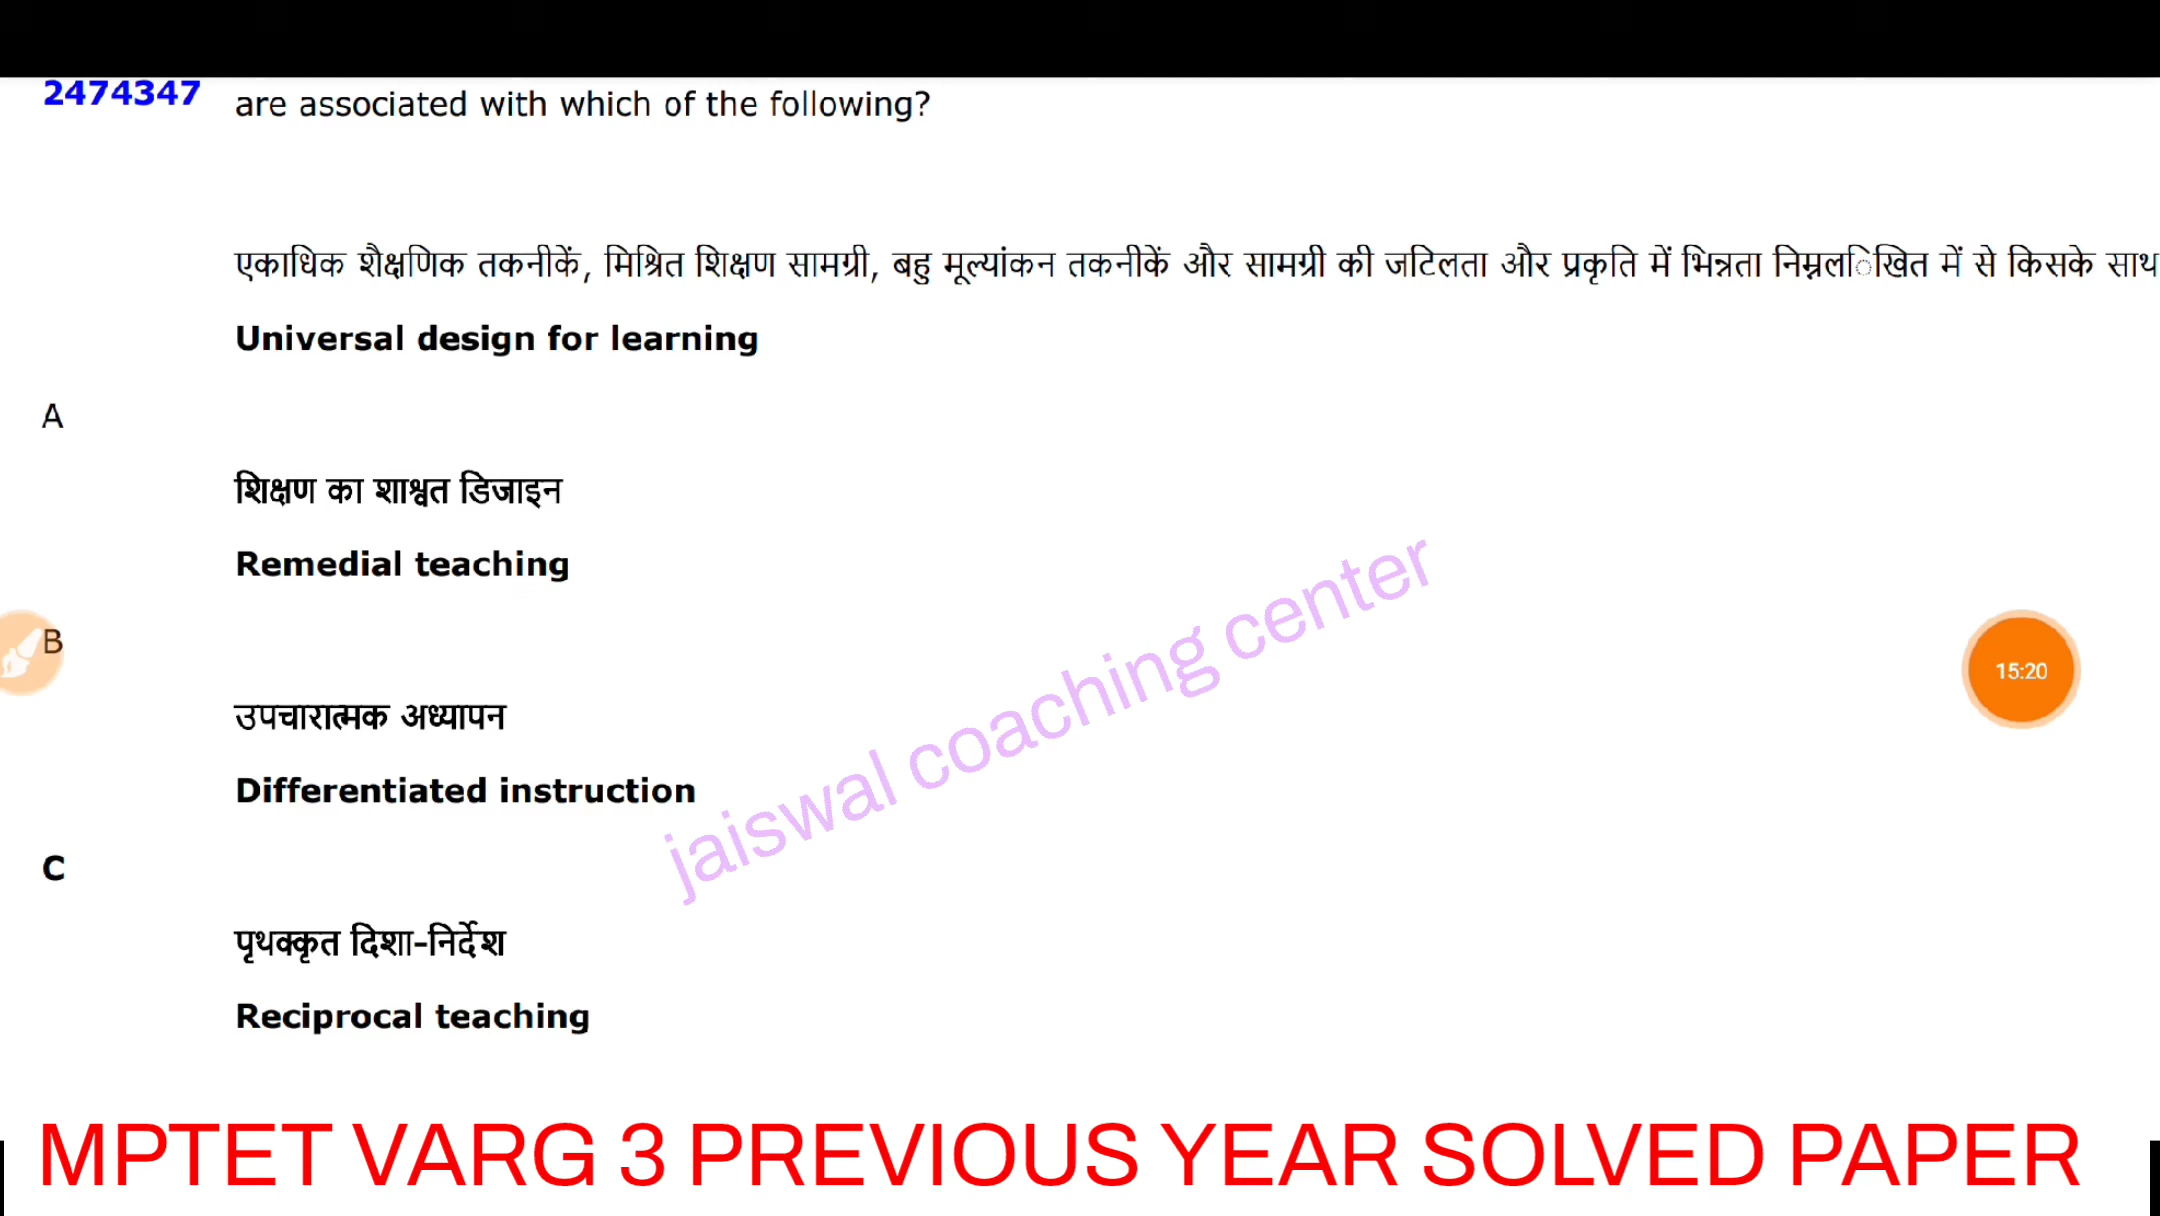 2474347 are associated with which of the following?
एकाधिक शैक्षणिक तकनीकें, मिश्रित शिक्षण सामग्री, बहु मूल्यांकन तकनीकें और सामग्री की जटिलता और प्रकृति में भिन्नता निम्नलिखित में से किसके साथ
Universal design for learning
A
शिक्षण का शाश्वत डिजाइन
Remedial teaching
B
उपचारात्मक अध्यापन
Differentiated instruction
C
पृथक्कृत दिशा-निर्देश
Reciprocal teaching
jaiswal coaching center
15:20
MPTET VARG 3 PREVIOUS YEAR SOLVED PAPER